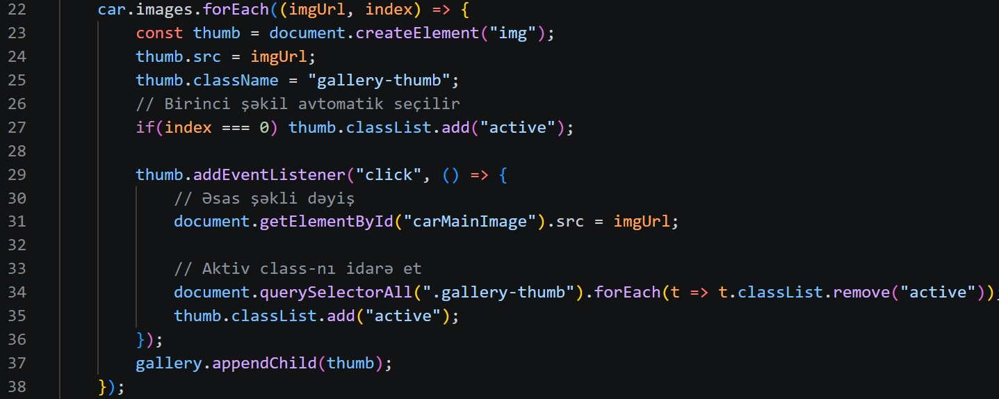 22 car.images.forEach((imgUrl, index) => {
23 const thumb = document.createElement("img");
24 thumb.src = imgUrl;
25 thumb.className = "gallery-thumb";
26 // Birinci şəkil avtomatik seçilir
27 if(index === 0) thumb.classList.add("active");
28
29 thumb.addEventListener("click", () => {
30 // Əsas şəkli dəyiş
31 document.getElementById("carMainImage").src = imgUrl;
32
33 // Aktiv class-nı idarə et
34 document.querySelectorAll(".gallery-thumb").forEach(t => t.classList.remove("active"));
35 thumb.classList.add("active");
36 });
37 gallery.appendChild(thumb);
38 });